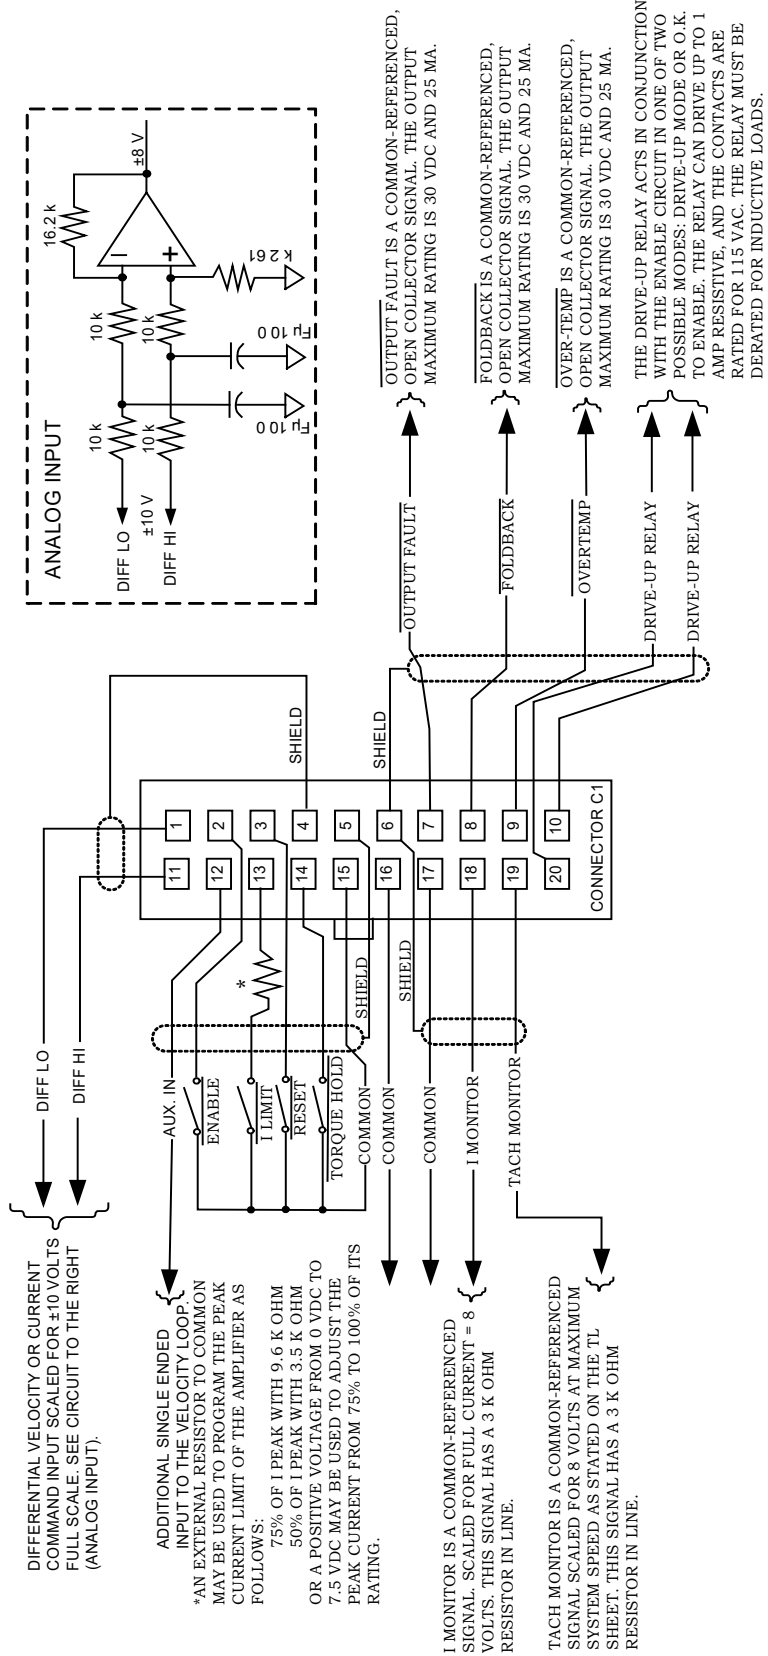 DIFFERENTIAL VELOCITY OR CURRENT
COMMAND INPUT SCALED FOR ±10 VOLTS
FULL SCALE. SEE CIRCUIT TO THE RIGHT
(ANALOG INPUT).
DIFF LO
DIFF HI
ADDITIONAL SINGLE ENDED
INPUT TO THE VELOCITY LOOP.
*AN EXTERNAL RESISTOR TO COMMON
MAY BE USED TO PROGRAM THE PEAK
CURRENT LIMIT OF THE AMPLIFIER AS
FOLLOWS:
75% OF I PEAK WITH 9.6 K OHM
50% OF I PEAK WITH 3.5 K OHM
OR A POSITIVE VOLTAGE FROM 0 VDC TO
7.5 VDC MAY BE USED TO ADJUST THE
PEAK CURRENT FROM 75% TO 100% OF ITS
RATING.
I MONITOR IS A COMMON-REFERENCED
SIGNAL. SCALED FOR FULL CURRENT = 8
VOLTS. THIS SIGNAL HAS A 3 K OHM
RESISTOR IN LINE.
TACH MONITOR IS A COMMON-REFERENCED
SIGNAL SCALED FOR 8 VOLTS AT MAXIMUM
SYSTEM SPEED AS STATED ON THE TL
SHEET. THIS SIGNAL HAS A 3 K OHM
RESISTOR IN LINE.
AUX. IN
ENABLE
I LIMIT
RESET
TORQUE HOLD
COMMON
COMMON
COMMON
I MONITOR
TACH MONITOR
*
SHIELD
SHIELD
11
12
13
14
15
16
17
18
19
20
1
2
3
4
5
6
7
8
9
10
CONNECTOR C1
SHIELD
SHIELD
ANALOG INPUT
DIFF LO
±10 V
DIFF HI
10 k
10 k
100µF
10 k
10 k
100µF
16.2 k
261 k
±8 V
OUTPUT FAULT
FOLDBACK
OVERTEMP
DRIVE-UP RELAY
DRIVE-UP RELAY
OUTPUT FAULT IS A COMMON-REFERENCED,
OPEN COLLECTOR SIGNAL. THE OUTPUT
MAXIMUM RATING IS 30 VDC AND 25 MA.
FOLDBACK IS A COMMON-REFERENCED,
OPEN COLLECTOR SIGNAL. THE OUTPUT
MAXIMUM RATING IS 30 VDC AND 25 MA.
OVER-TEMP IS A COMMON-REFERENCED,
OPEN COLLECTOR SIGNAL. THE OUTPUT
MAXIMUM RATING IS 30 VDC AND 25 MA.
THE DRIVE-UP RELAY ACTS IN CONJUNCTION
WITH THE ENABLE CIRCUIT IN ONE OF TWO
POSSIBLE MODES: DRIVE-UP MODE OR O.K.
TO ENABLE. THE RELAY CAN DRIVE UP TO 1
AMP RESISTIVE, AND THE CONTACTS ARE
RATED FOR 115 VAC. THE RELAY MUST BE
DERATED FOR INDUCTIVE LOADS.